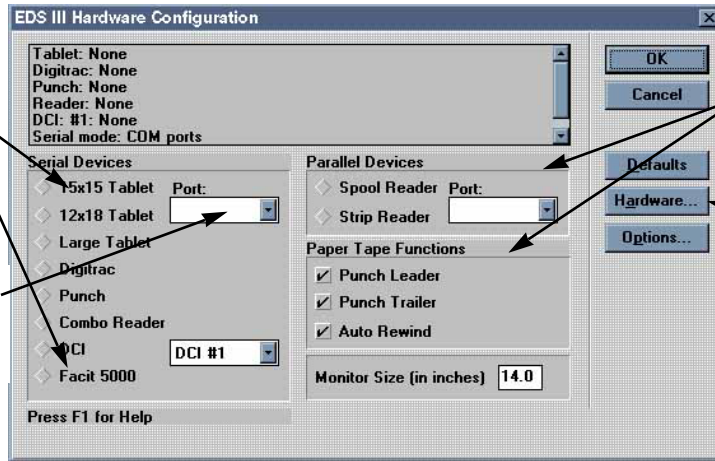 EDS III Hardware Configuration
Tablet: None
Digitrac: None
Punch: None
Reader: None
DCI: #1: None
Serial mode: COM ports
OK
Cancel
Defaults
Hardware...
Options...
Serial Devices
15x15 Tablet
Port:
12x18 Tablet
Large Tablet
Digitrac
Punch
Combo Reader
DCI
DCI #1
Facit 5000
Parallel Devices
Spool Reader
Port:
Strip Reader
Paper Tape Functions
Punch Leader
Punch Trailer
Auto Rewind
Monitor Size (in inches)
14.0
Press F1 for Help